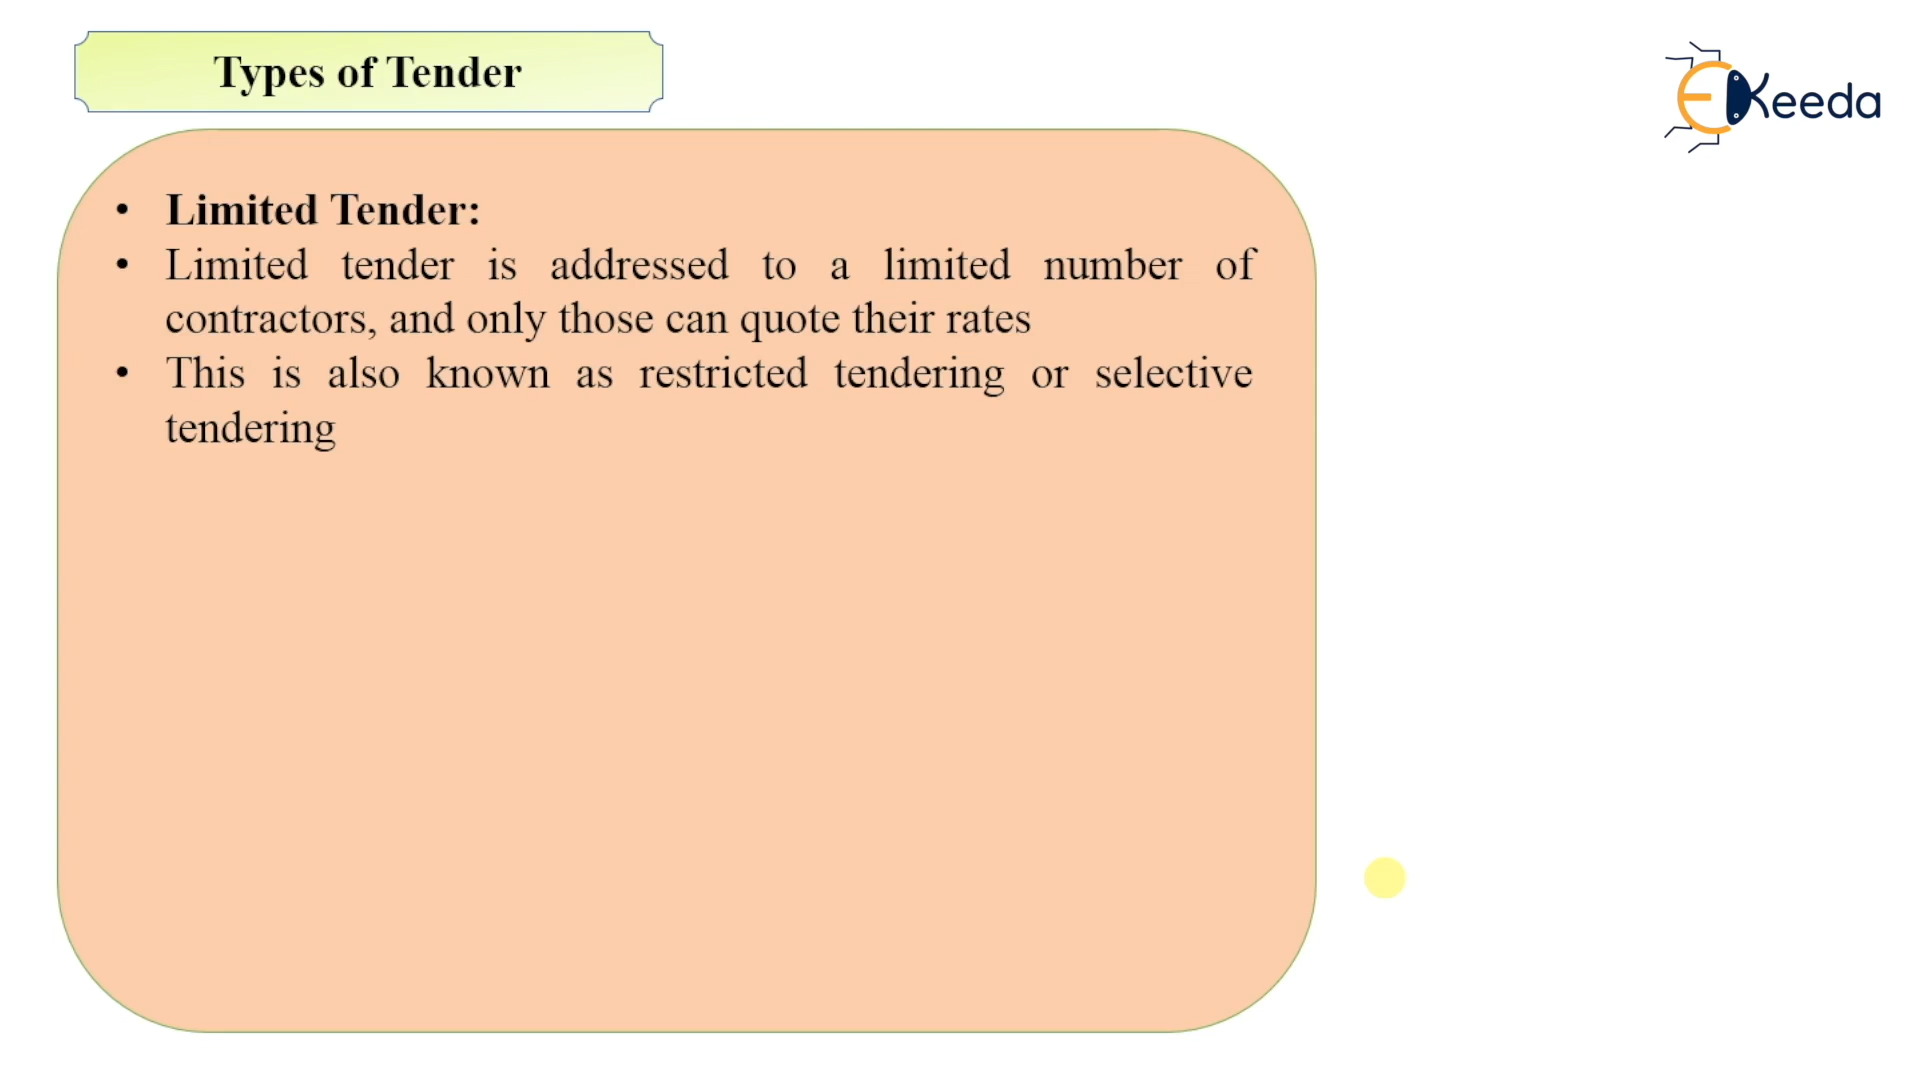 Types of Tender
EKeeda
• Limited Tender:
• Limited tender is addressed to a limited number of
contractors, and only those can quote their rates
• This is also known as restricted tendering or selective
tendering